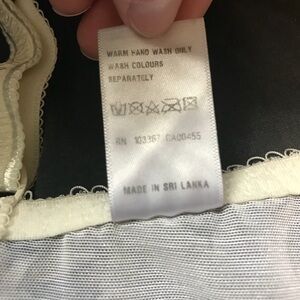 WARM HAND WASH ONLY
WASH COLOURS
SEPARATELY
RN 103387 CA00455
MADE IN SRI LANKA